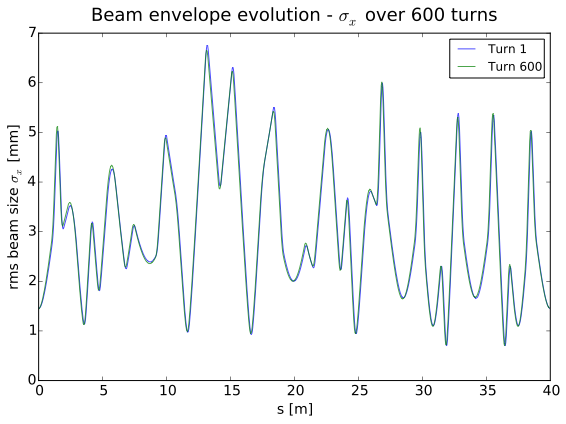 Beam envelope evolution - σₓ over 600 turns
7
6
5
4
3
2
1
0
rms beam size σₓ [mm]
Turn 1
Turn 600
0 5 10 15 20 25 30 35 40
s [m]